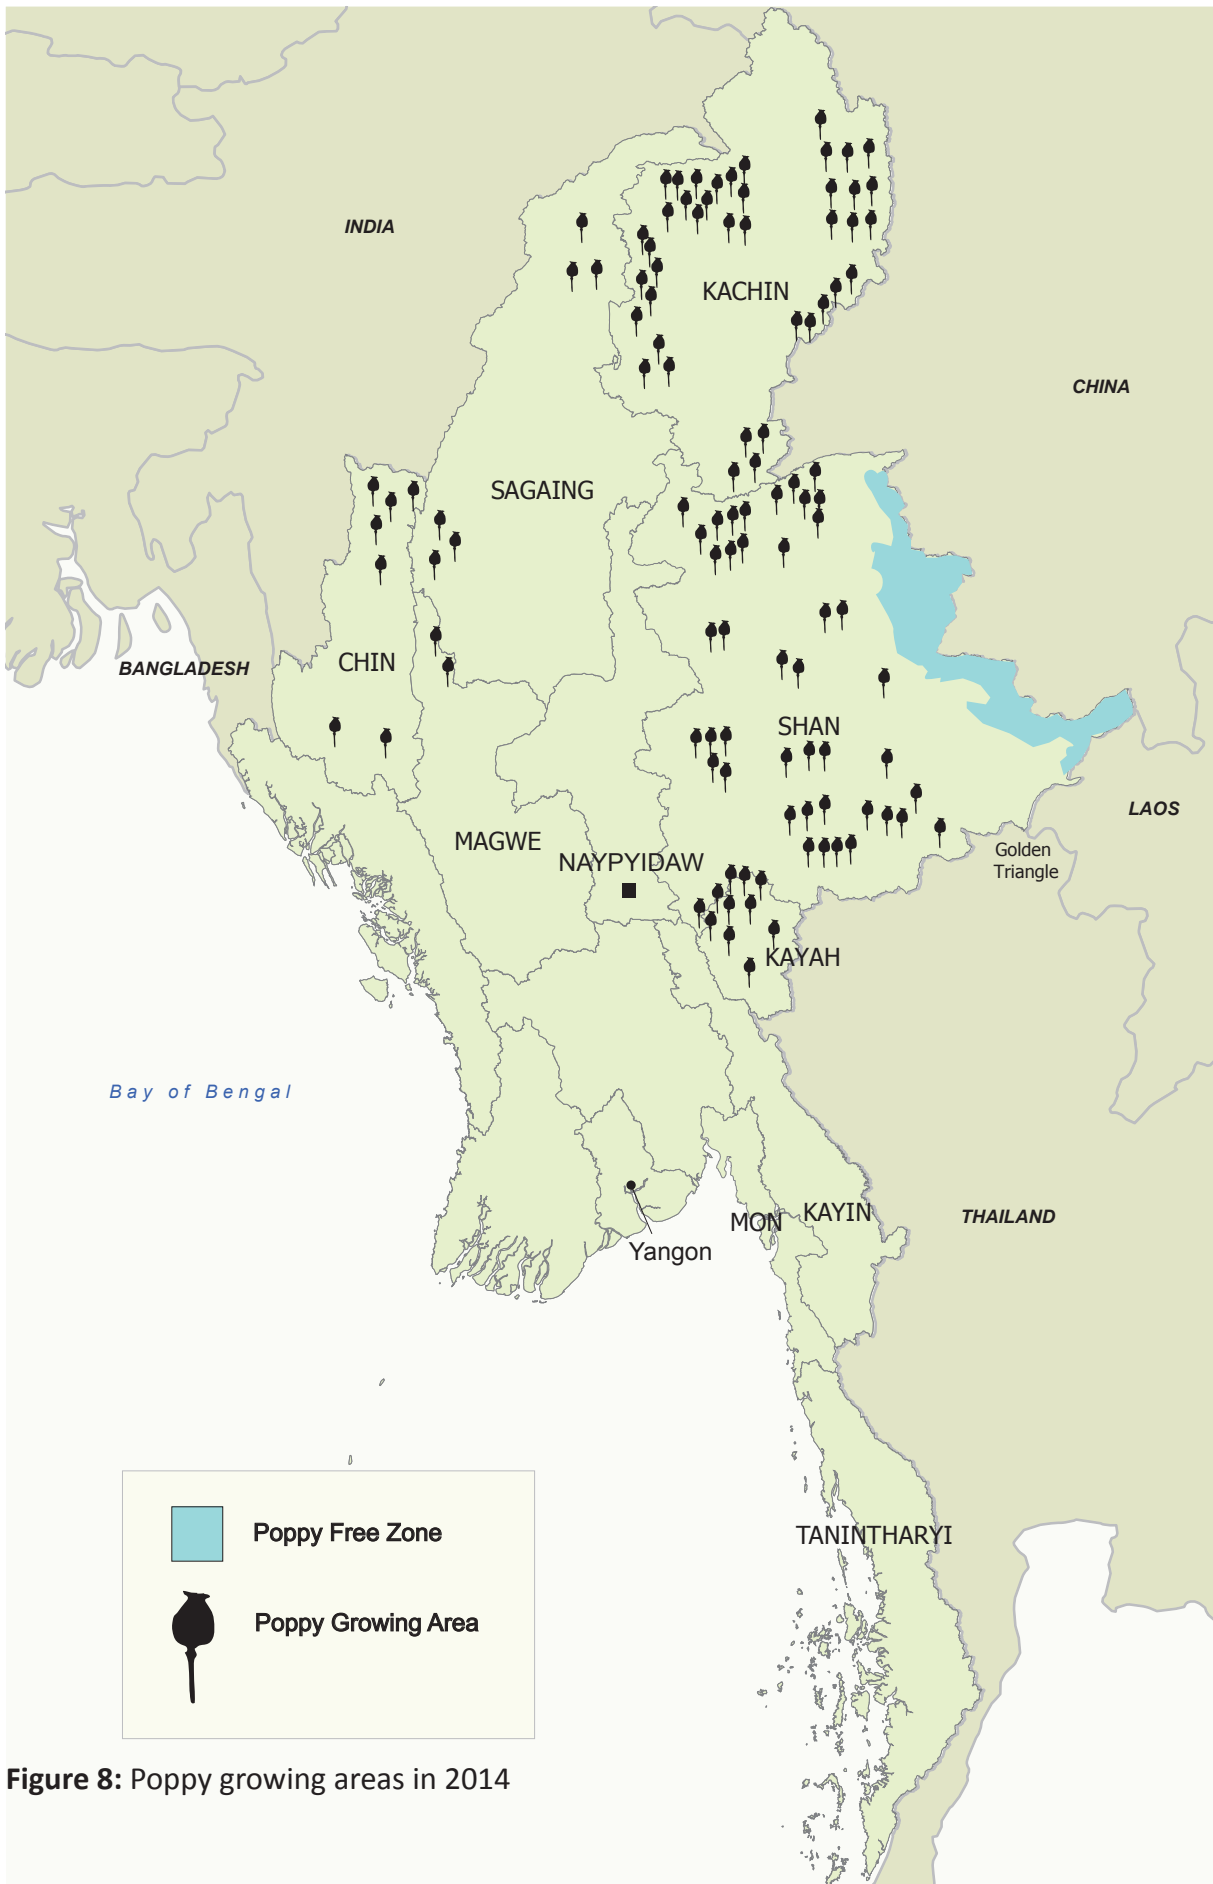 INDIA
KACHIN
CHINA
SAGAING
BANGLADESH
CHIN
SHAN
LAOS
MAGWE
NAYPYIDAW
Golden
Triangle
KAYAH
Bay of Bengal
KAYIN
MON
THAILAND
Yangon
TANINTHARYI
Poppy Free Zone
Poppy Growing Area
Figure 8: Poppy growing areas in 2014